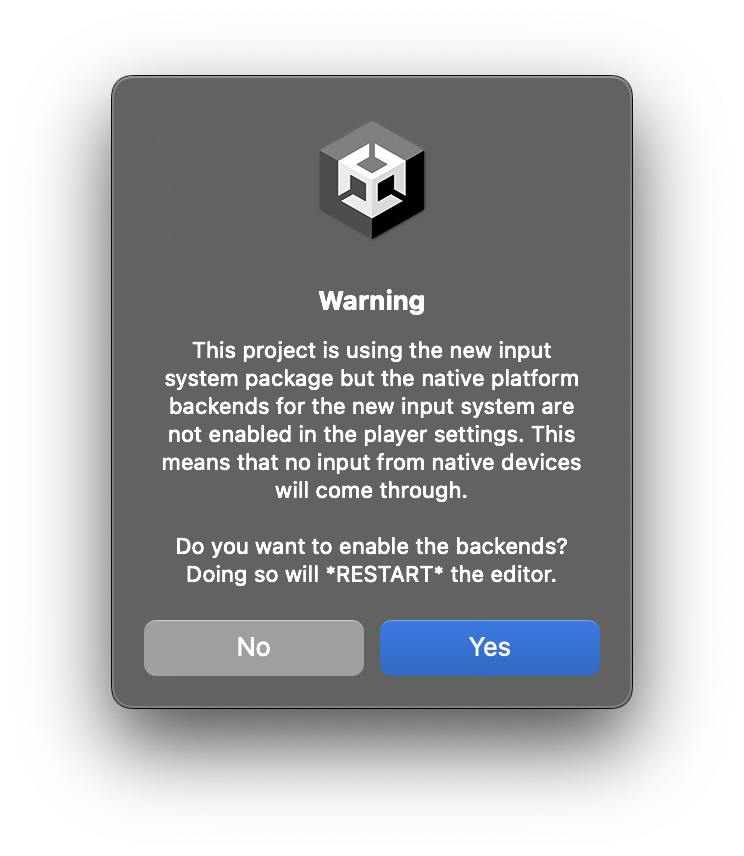 Warning
This project is using the new input
system package but the native platform
backends for the new input system are
not enabled in the player settings. This
means that no input from native devices
will come through.
Do you want to enable the backends?
Doing so will *RESTART* the editor.
No
Yes